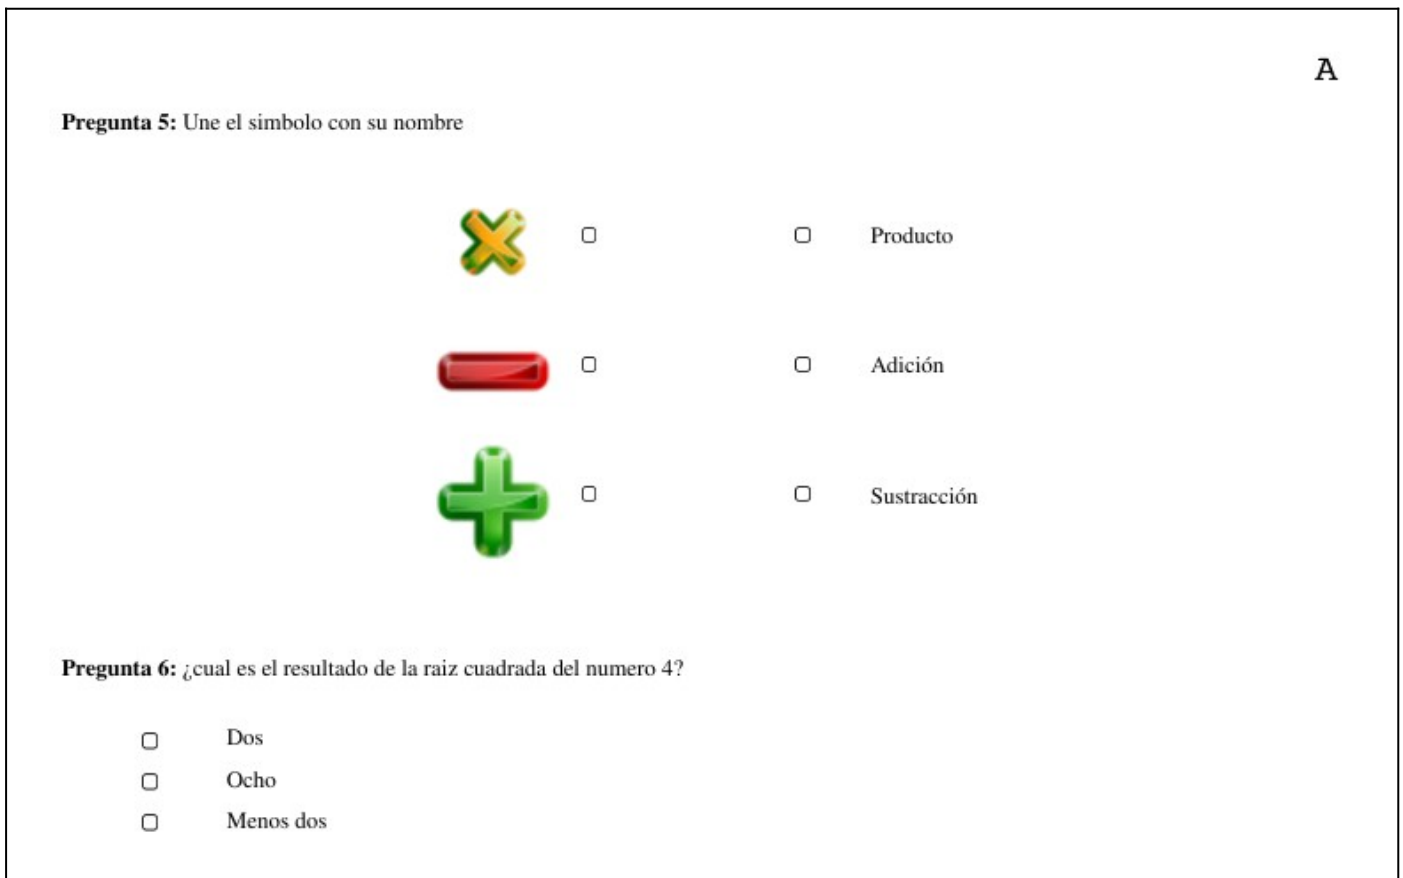 A
Pregunta 5: Une el simbolo con su nombre
Producto
Adición
Sustracción
Pregunta 6: ¿cual es el resultado de la raiz cuadrada del numero 4?
Dos
Ocho
Menos dos